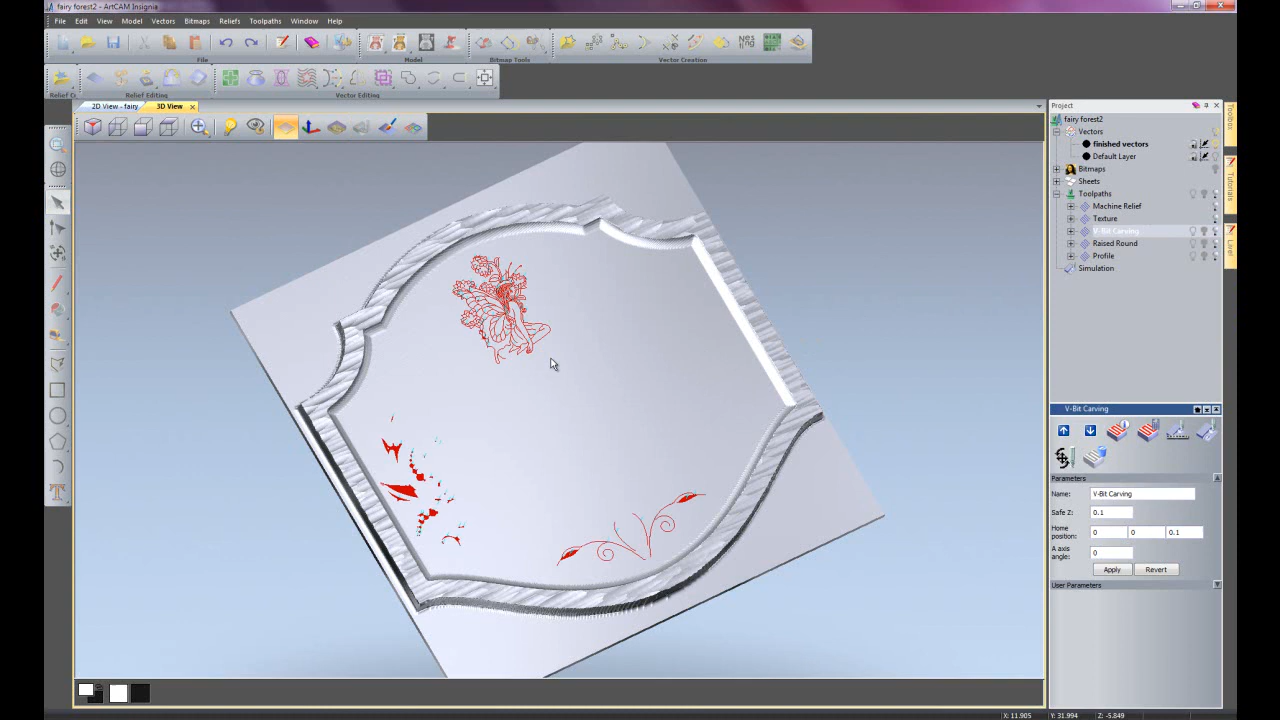 fairy forest2 - ArtCAM Insignia
File Edit View Model Vectors Bitmaps Reliefs Toolpaths Window Help
File Model Bitmap Tools Vector Creation
Relief Editing Vector Editing
2D View - fairy 3D View
Project
fairy forest2
Vectors
finished vectors
Default Layer
Bitmaps
Sheets
Toolpaths
Machine Relief
Texture
V-Bit Carving
Raised Round
Profile
Simulation
Toolbox
Tutorials
V-Bit Carving
Parameters
Name: V-Bit Carving
Safe Z: 0.1
Home position: 0 0 0.1
A axis angle: 0
Apply Revert
User Parameters
X: 11.905 Y: 31.994 Z: -5.849